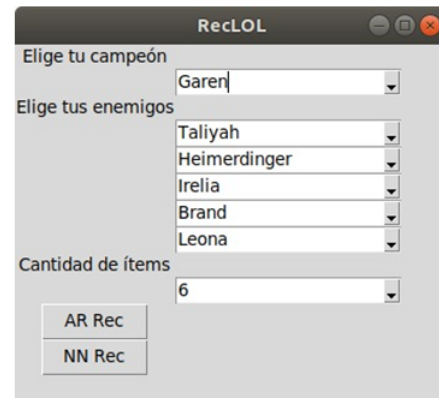 RecLOL
Elige tu campeón
Garen
Elige tus enemigos
Taliyah
Heimerdinger
Irelia
Brand
Leona
Cantidad de ítems
6
AR Rec
NN Rec